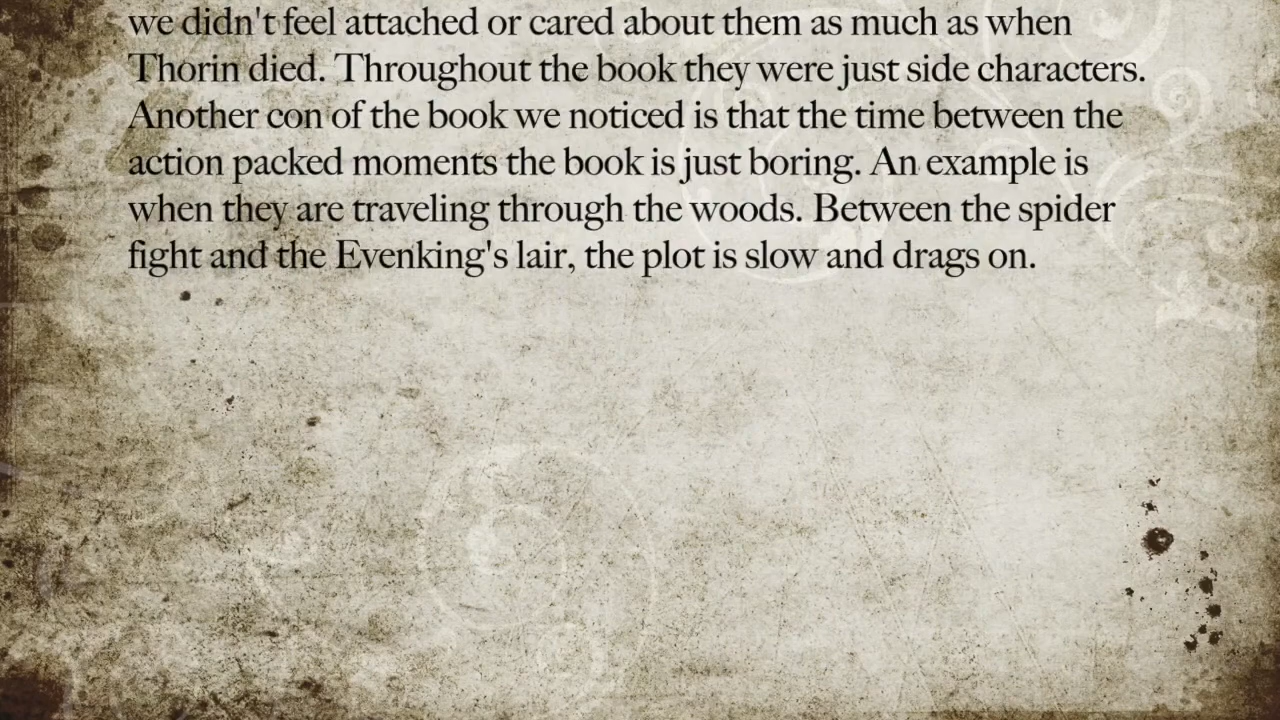 we didn't feel attached or cared about them as much as when
Thorin died. Throughout the book they were just side characters.
Another con of the book we noticed is that the time between the
action packed moments the book is just boring. An example is
when they are traveling through the woods. Between the spider
fight and the Evenking's lair, the plot is slow and drags on.